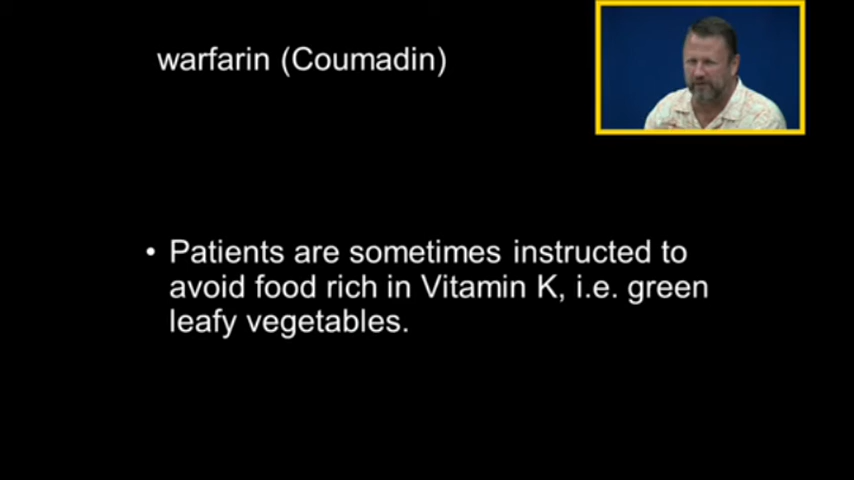 warfarin (Coumadin)
• Patients are sometimes instructed to
avoid food rich in Vitamin K, i.e. green
leafy vegetables.